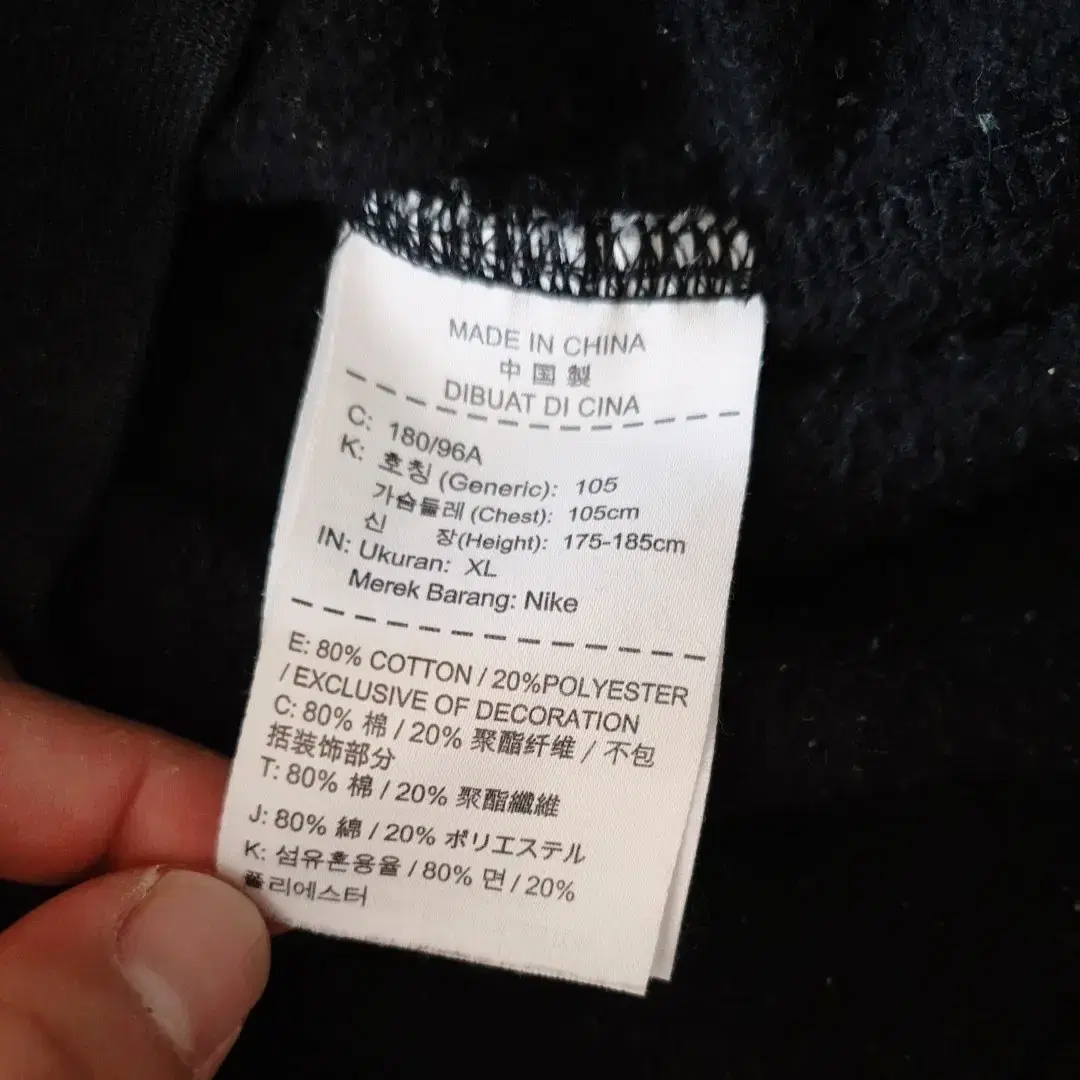 MADE IN CHINA
中国製
DIBUAT DI CINA
C: 180/96A
K: 호칭 (Generic): 105
가슴둘레 (Chest): 105cm
신 장(Height): 175-185cm
IN: Ukuran: XL
Merek Barang: Nike
E: 80% COTTON / 20%POLYESTER
/ EXCLUSIVE OF DECORATION
C: 80% 棉 / 20% 聚酯纤维 / 不包
括装饰部分
T: 80% 棉 / 20% 聚酯纖維
J: 80% 綿 / 20% ポリエステル
K: 섬유혼용율 / 80% 면 / 20%
폴리에스터